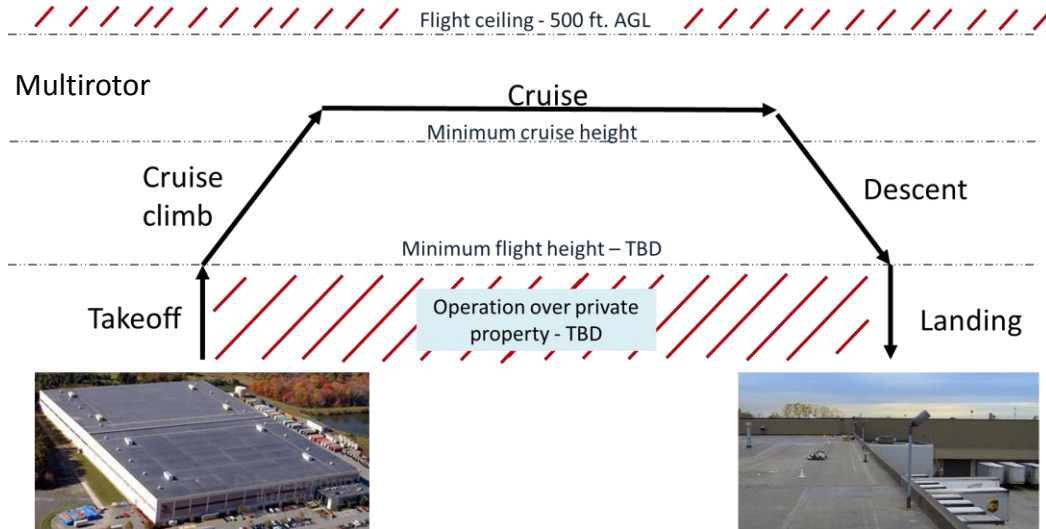 Flight ceiling - 500 ft. AGL
Multirotor
Cruise
Minimum cruise height
Cruise
climb
Descent
Minimum flight height – TBD
Takeoff
Operation over private
property - TBD
Landing